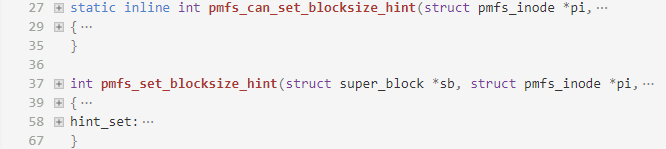 27 static inline int pmfs_can_set_blocksize_hint(struct pmfs_inode *pi,···
29 {···
35 }
36
37 int pmfs_set_blocksize_hint(struct super_block *sb, struct pmfs_inode *pi,···
39 {···
58 hint_set:···
67 }